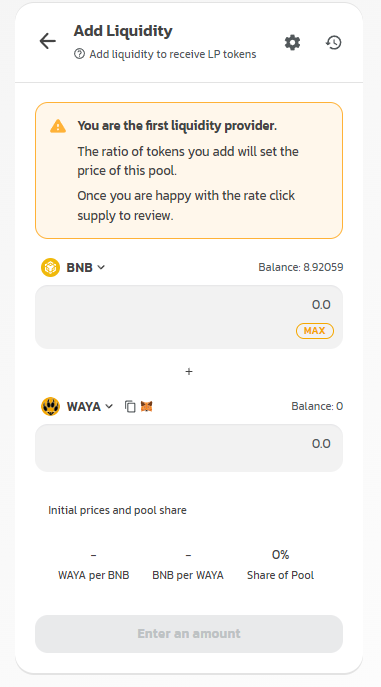 Add Liquidity
Add liquidity to receive LP tokens
You are the first liquidity provider.
The ratio of tokens you add will set the
price of this pool.
Once you are happy with the rate click
supply to review.
BNB
Balance: 8.92059
0.0
MAX
+
WAYA
Balance: 0
0.0
Initial prices and pool share
- - 0%
WAYA per BNB BNB per WAYA Share of Pool
Enter an amount